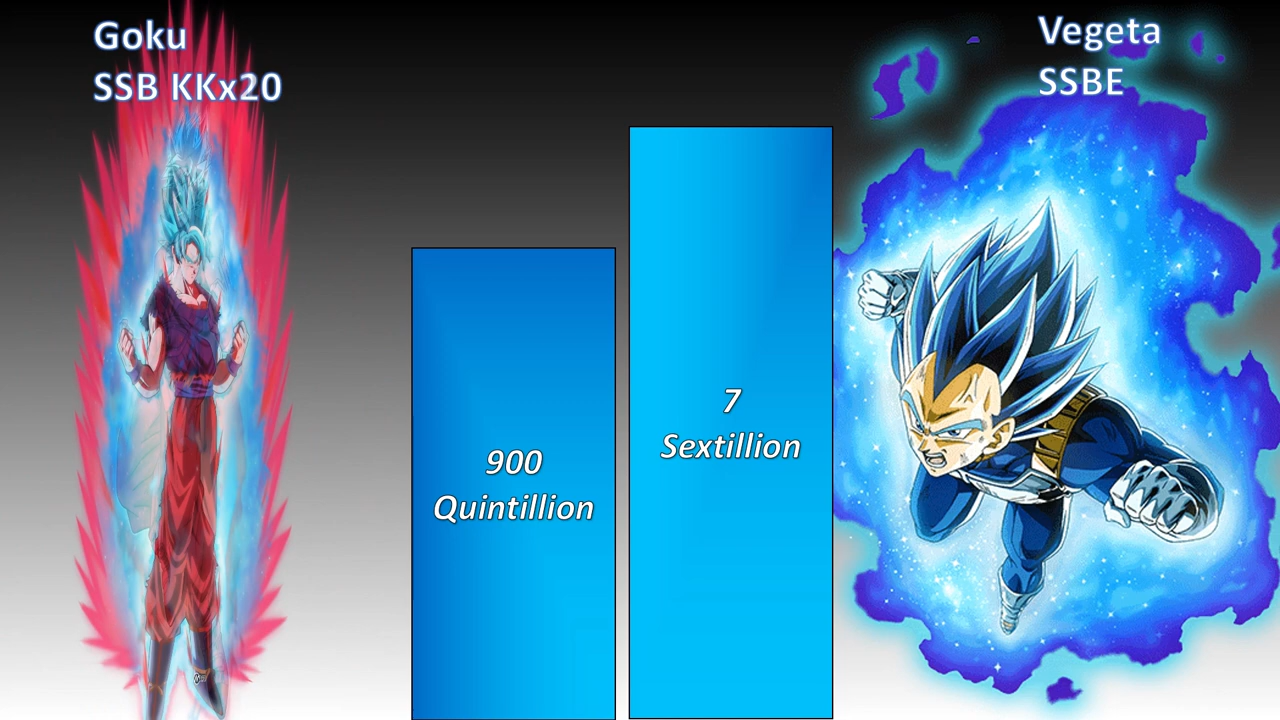 Goku
SSB KKx20
Vegeta
SSBE
900
Quintillion
7
Sextillion